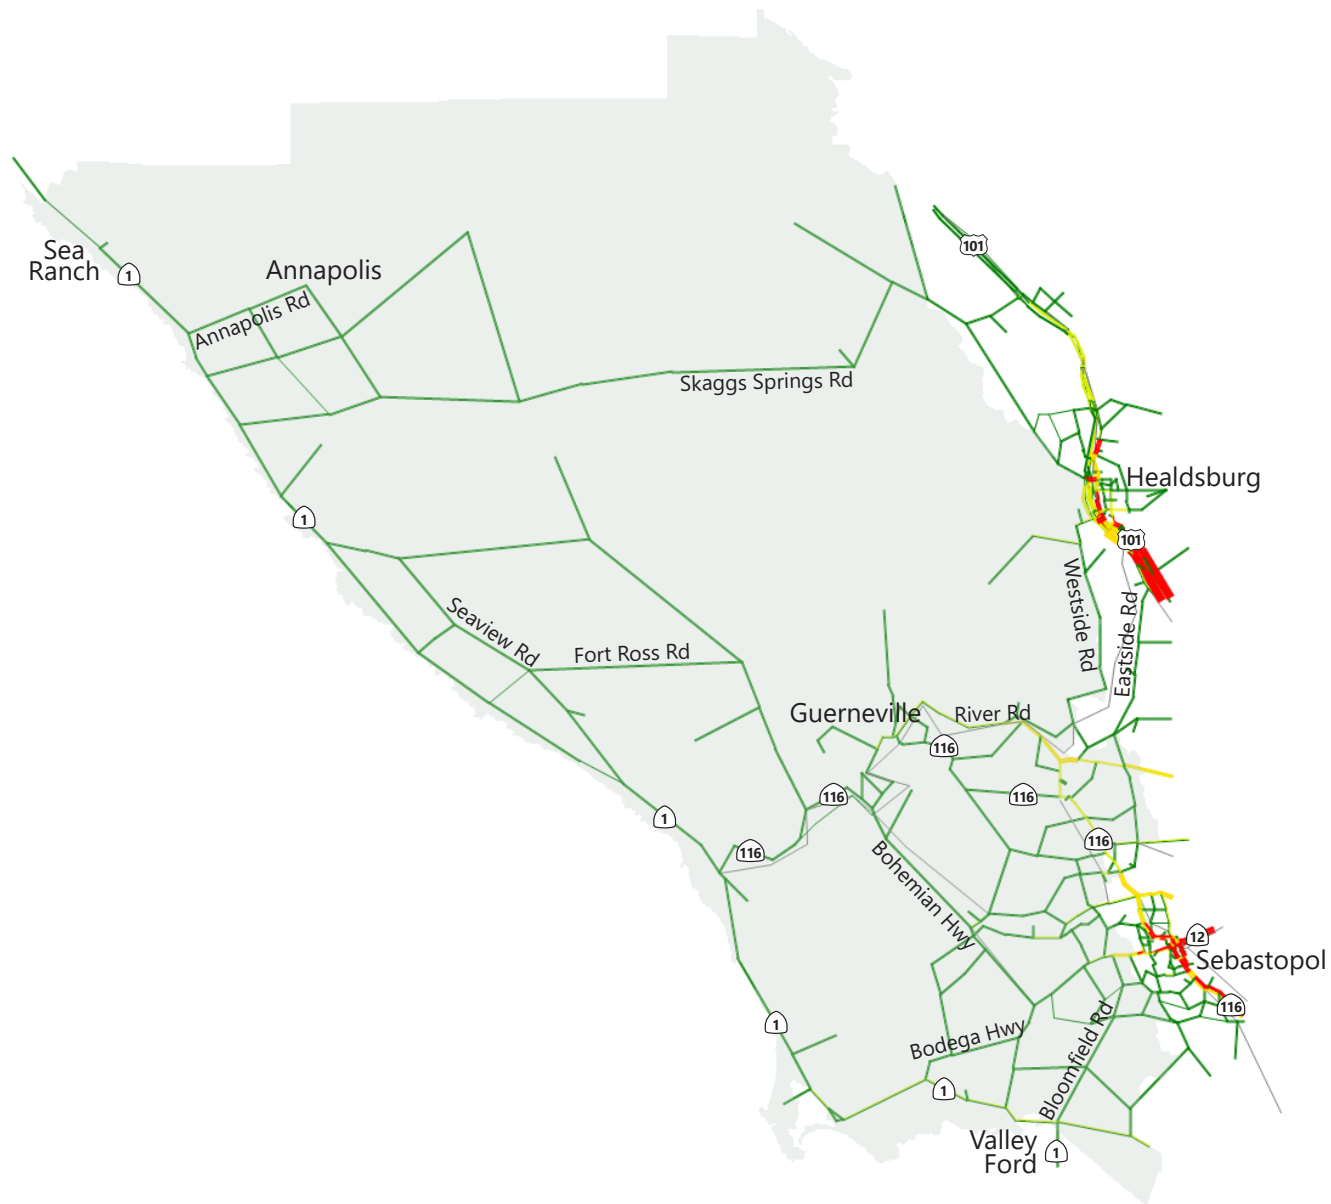 101
Sea
Ranch
1
Annapolis
Annapolis Rd
Skaggs Springs Rd
Healdsburg
1
101
Westside Rd
Eastside Rd
Seaview Rd
Fort Ross Rd
Guerneville
River Rd
116
116
116
1
116
116
Bohemian Hwy
12
Sebastopol
116
1
Bodega Hwy
Bloomfield Rd
1
Valley
Ford
1